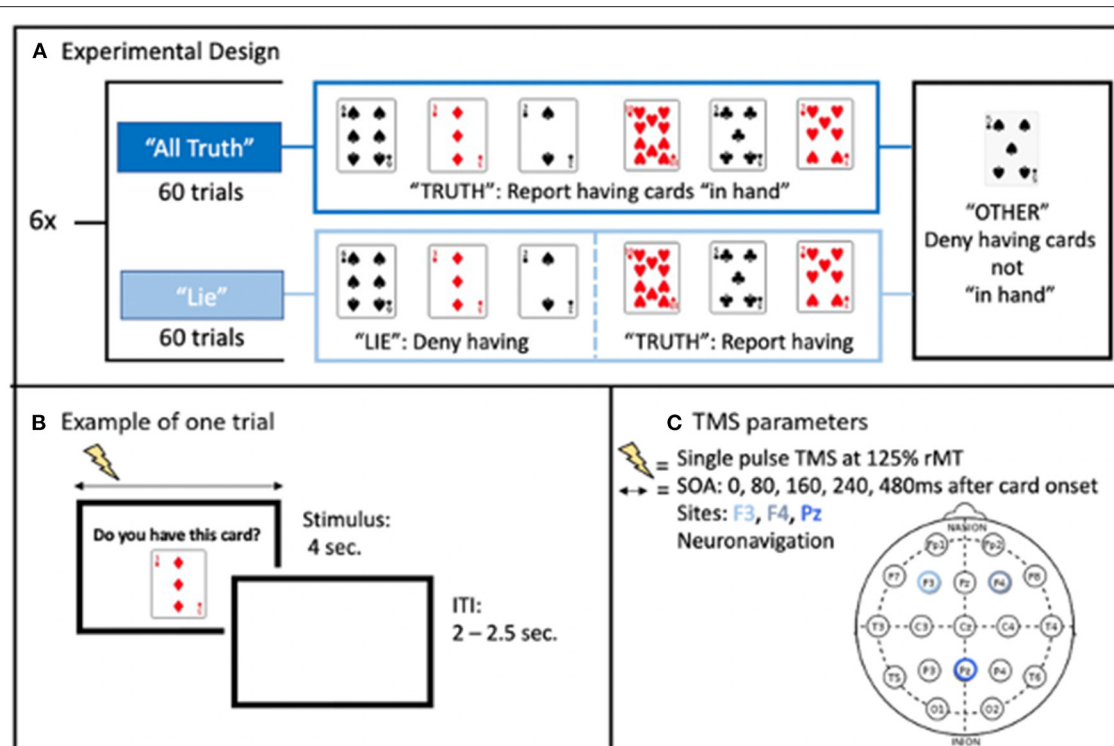 A Experimental Design
"All Truth"
60 trials
6x
"Lie"
60 trials
"TRUTH": Report having cards "in hand"
"LIE": Deny having
"TRUTH": Report having
"OTHER"
Deny having cards
not
"in hand"
B Example of one trial
Do you have this card?
Stimulus:
4 sec.
ITI:
2 – 2.5 sec.
C TMS parameters
= Single pulse TMS at 125% rMT
= SOA: 0, 80, 160, 240, 480ms after card onset
Sites: F3, F4, Pz
Neuronavigation
NASION
Fp1 Fp2
F7 F3 Fz F4 F8
T3 C3 Cz C4 T4
T5 P3 Pz P4 T6
O1 O2
INION